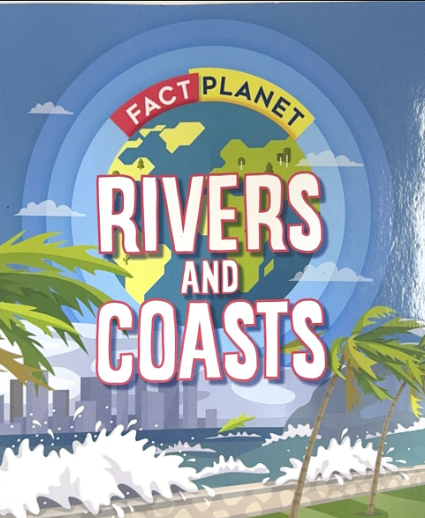 FACT PLANET
RIVERS
AND
COASTS